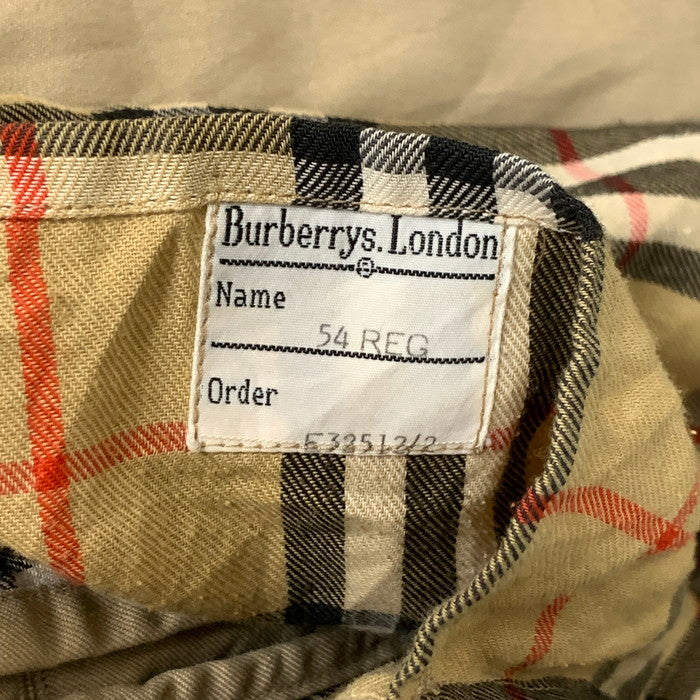 Burberrys. London
Name
54 REG
Order
E32512/2